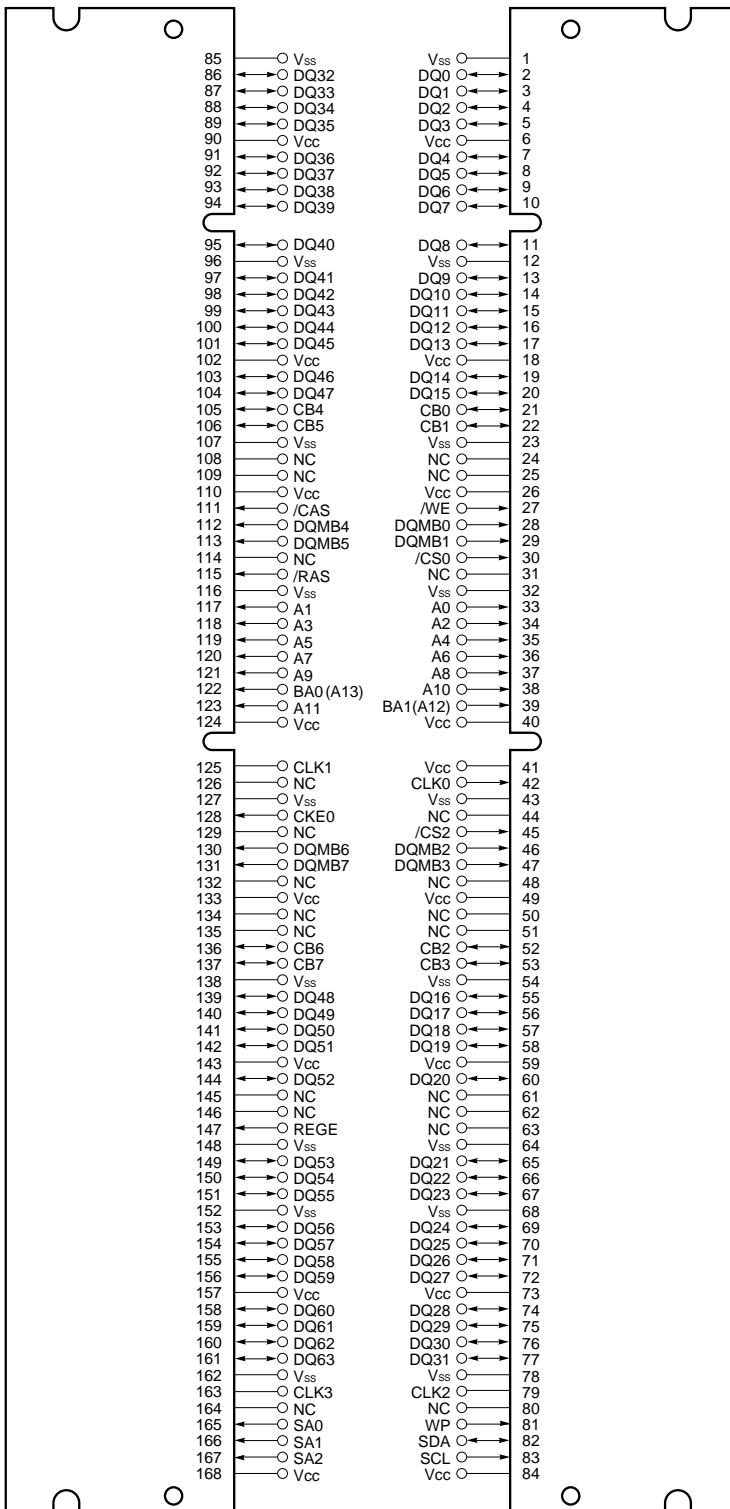 85 Vss Vss 1
86 DQ32 DQ0 2
87 DQ33 DQ1 3
88 DQ34 DQ2 4
89 DQ35 DQ3 5
90 Vcc Vcc 6
91 DQ36 DQ4 7
92 DQ37 DQ5 8
93 DQ38 DQ6 9
94 DQ39 DQ7 10
95 DQ40 DQ8 11
96 Vss Vss 12
97 DQ41 DQ9 13
98 DQ42 DQ10 14
99 DQ43 DQ11 15
100 DQ44 DQ12 16
101 DQ45 DQ13 17
102 Vcc Vcc 18
103 DQ46 DQ14 19
104 DQ47 DQ15 20
105 CB4 CB0 21
106 CB5 CB1 22
107 Vss Vss 23
108 NC NC 24
109 NC NC 25
110 Vcc Vcc 26
111 /CAS /WE 27
112 DQMB4 DQMB0 28
113 DQMB5 DQMB1 29
114 NC /CS0 30
115 /RAS NC 31
116 Vss Vss 32
117 A1 A0 33
118 A3 A2 34
119 A5 A4 35
120 A7 A6 36
121 A9 A8 37
122 BA0 (A13) A10 38
123 A11 BA1(A12) 39
124 Vcc Vcc 40
125 CLK1 Vcc 41
126 NC CLK0 42
127 Vss Vss 43
128 CKE0 NC 44
129 NC /CS2 45
130 DQMB6 DQMB2 46
131 DQMB7 DQMB3 47
132 NC NC 48
133 Vcc Vcc 49
134 NC NC 50
135 NC NC 51
136 CB6 CB2 52
137 CB7 CB3 53
138 Vss Vss 54
139 DQ48 DQ16 55
140 DQ49 DQ17 56
141 DQ50 DQ18 57
142 DQ51 DQ19 58
143 Vcc Vcc 59
144 DQ52 DQ20 60
145 NC NC 61
146 NC NC 62
147 REGE NC 63
148 Vss Vss 64
149 DQ53 DQ21 65
150 DQ54 DQ22 66
151 DQ55 DQ23 67
152 Vss Vss 68
153 DQ56 DQ24 69
154 DQ57 DQ25 70
155 DQ58 DQ26 71
156 DQ59 DQ27 72
157 Vcc Vcc 73
158 DQ60 DQ28 74
159 DQ61 DQ29 75
160 DQ62 DQ30 76
161 DQ63 DQ31 77
162 Vss Vss 78
163 CLK3 CLK2 79
164 NC NC 80
165 SA0 WP 81
166 SA1 SDA 82
167 SA2 SCL 83
168 Vcc Vcc 84